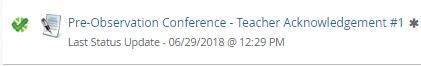 Pre-Observation Conference - Teacher Acknowledgement #1 ✱
Last Status Update - 06/29/2018 @ 12:29 PM